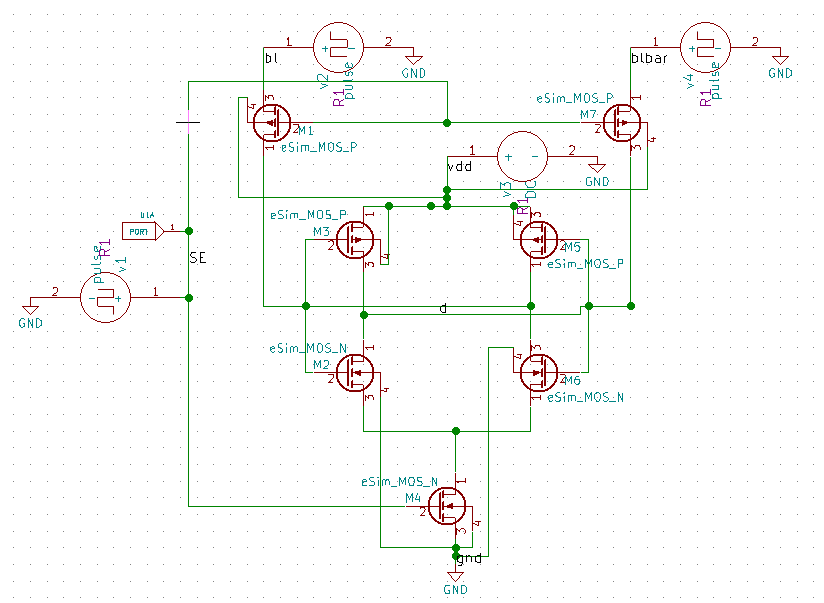 1
2
bl
v2
pulse
R1
GND
1
2
blbar
v4
pulse
R1
GND
3
4
2
M1
1
eSim_MOS_P
eSim_MOS_P
M7
1
2
4
3
1
2
vdd
v3
DC
R1
GND
eSim_MOS_P
M3
1
2
3
4
3
4
2
M5
1
eSim_MOS_P
U1A
PORT
1
SE
pulse
R1
v1
2
1
GND
d
eSim_MOS_N
M2
1
2
3
4
3
4
2
M6
1
eSim_MOS_N
eSim_MOS_N
M4
1
2
3
4
gnd
GND